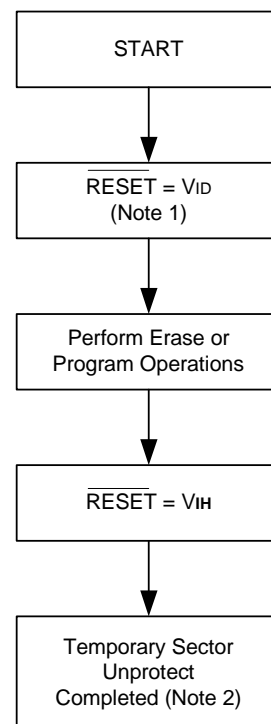 START
RESET = VID
(Note 1)
Perform Erase or
Program Operations
RESET = VIH
Temporary Sector
Unprotect
Completed (Note 2)